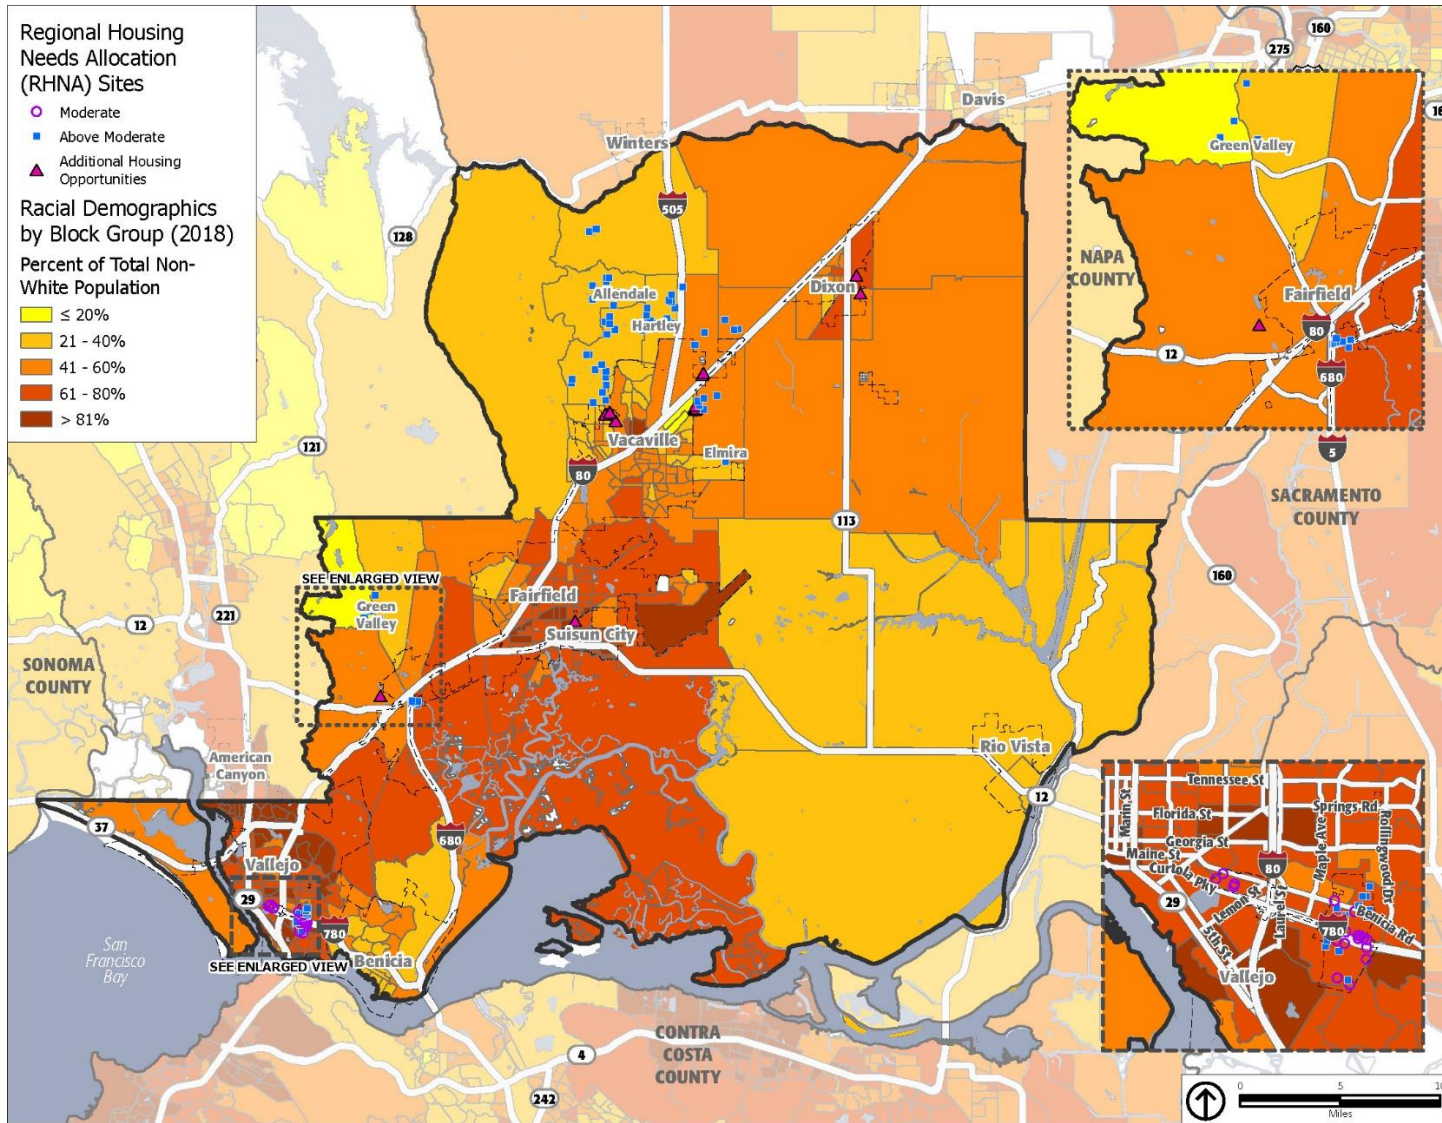 Regional Housing
Needs Allocation
(RHNA) Sites
Moderate
Above Moderate
Additional Housing
Opportunities
Racial Demographics
by Block Group (2018)
Percent of Total Non-
White Population
≤ 20%
21 - 40%
41 - 60%
61 - 80%
> 81%
160
275
Davis
Winters
505
128
Allendale
Hartley
Dixon
Vacaville
Elmira
80
121
113
5
SACRAMENTO
COUNTY
160
SEE ENLARGED VIEW
Green
Valley
Fairfield
Suisun City
221
12
SONOMA
COUNTY
American
Canyon
Rio Vista
12
37
680
Vallejo
29
780
SEE ENLARGED VIEW
Benicia
San
Francisco
Bay
CONTRA
COSTA
COUNTY
4
242
Green Valley
NAPA
COUNTY
Fairfield
80
12
680
Tennessee St
Marin St
Florida St
Springs Rd
Georgia St
Maple Ave
Rollingwood Dr
Maine St
Curtola Pky
80
Lemon St
Laurel St
29
5th St
780
Benicia Rd
Vallejo
0 5 10
Miles